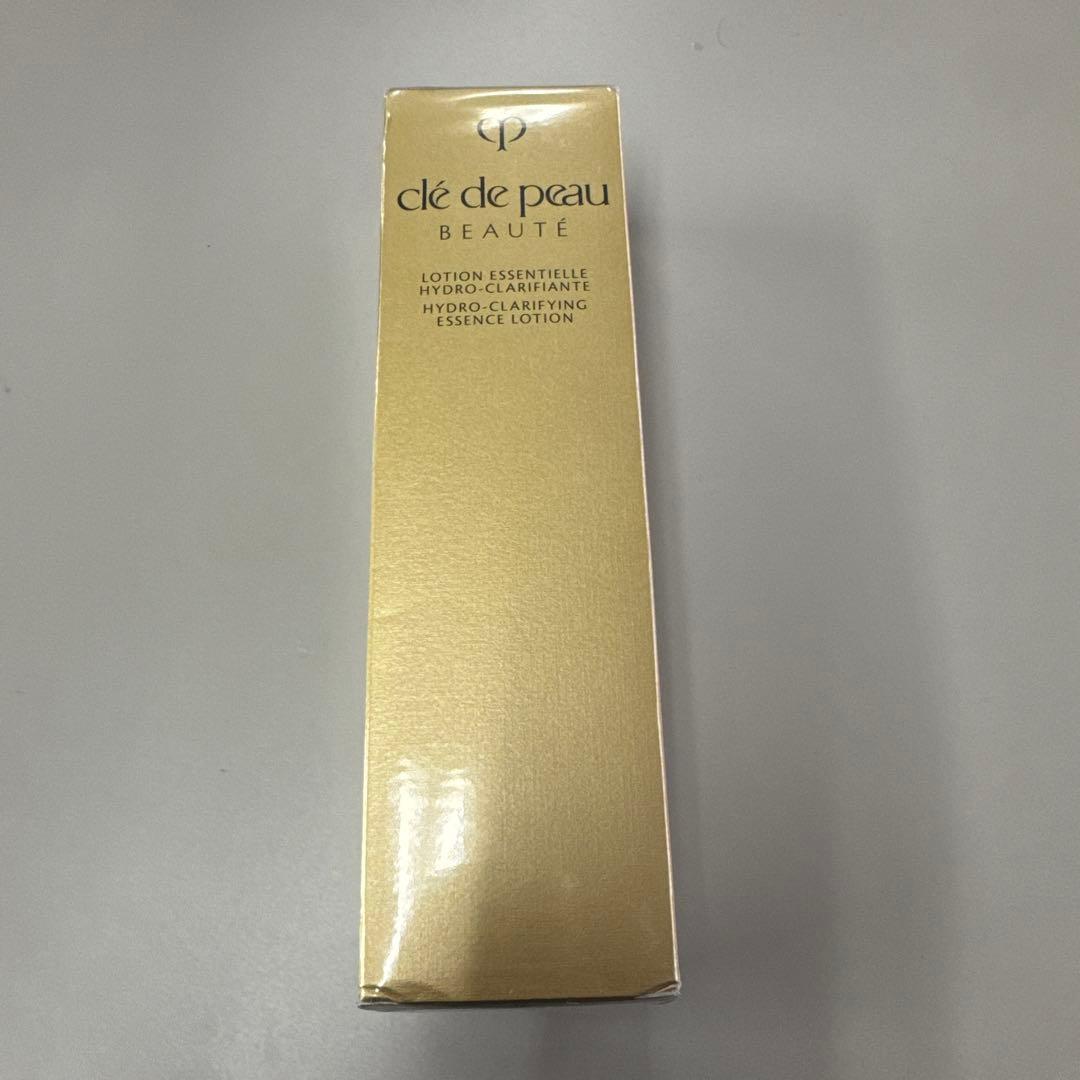 clé de peau
BEAUTÉ
LOTION ESSENTIELLE
HYDRO-CLARIFIANTE
HYDRO-CLARIFYING
ESSENCE LOTION